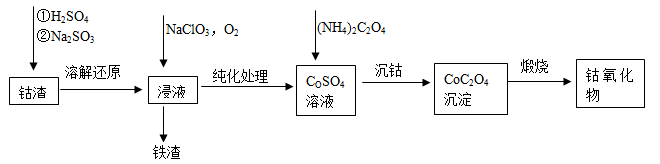 ①H2SO4
②Na2SO3
NaClO3，O2
(NH4)2C2O4
钴渣
溶解还原
浸液
纯化处理
COSO4
溶液
沉钴
CoC2O4
沉淀
煅烧
钴氧化
物
铁渣